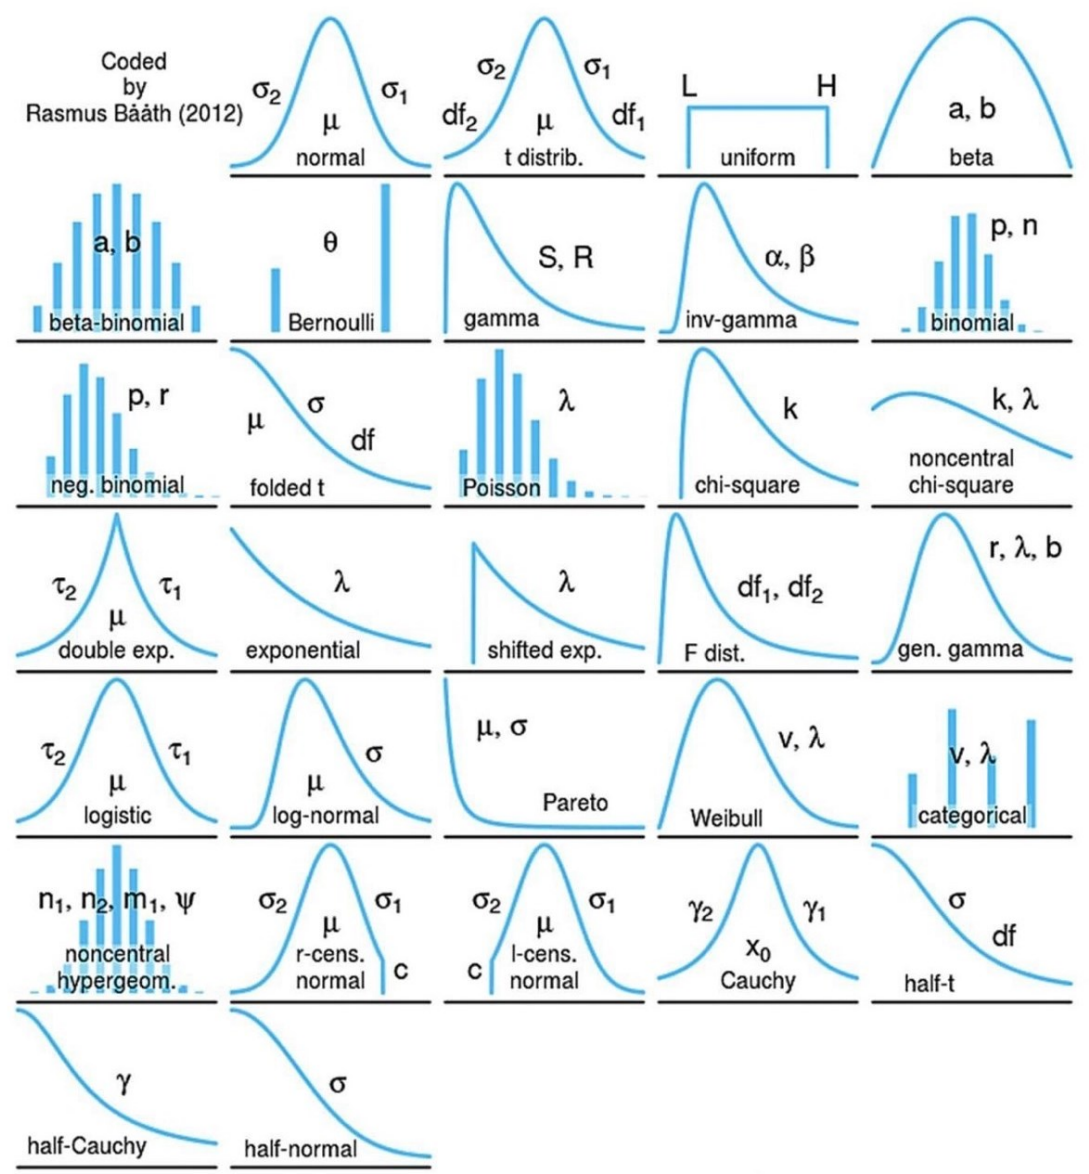 Coded
by
Rasmus Bååth (2012)
σ2 σ1
μ
normal
σ2 σ1
df2 μ df1
t distrib.
L H
uniform
a, b
beta
a, b
beta-binomial
θ
Bernoulli
S, R
gamma
α, β
inv-gamma
p, n
binomial
p, r
neg. binomial
μ σ df
folded t
λ
Poisson
k
chi-square
k, λ
noncentral
chi-square
τ2 τ1
μ
double exp.
λ
exponential
λ
shifted exp.
df1, df2
F dist.
r, λ, b
gen. gamma
τ2 τ1
μ
logistic
σ
μ
log-normal
μ, σ
Pareto
v, λ
Weibull
v, λ
categorical
n1, n2, m1, ψ
noncentral
hypergeom.
σ2 σ1
μ
r-cens.
normal c
σ2 σ1
μ
l-cens.
c normal
γ2 γ1
x0
Cauchy
σ
df
half-t
γ
half-Cauchy
σ
half-normal